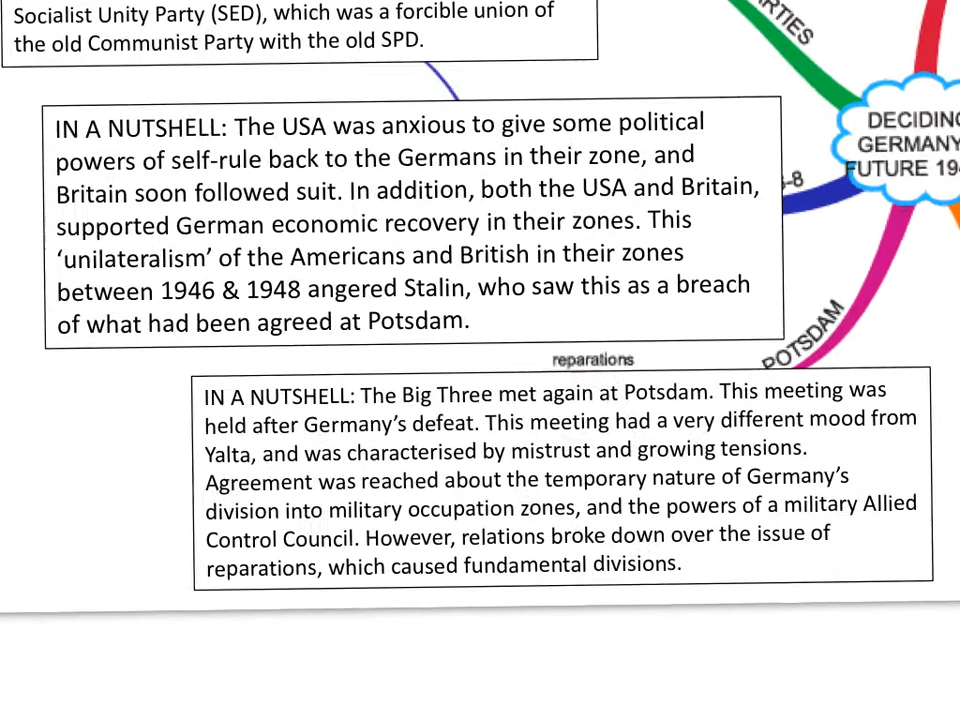 Socialist Unity Party (SED), which was a forcible union of
the old Communist Party with the old SPD.
IN A NUTSHELL: The USA was anxious to give some political
powers of self-rule back to the Germans in their zone, and
Britain soon followed suit. In addition, both the USA and Britain,
supported German economic recovery in their zones. This
‘unilateralism’ of the Americans and British in their zones
between 1946 & 1948 angered Stalin, who saw this as a breach
of what had been agreed at Potsdam.
DECIDING
GERMANY
FUTURE 19
-8
POTSDAM
reparations
IN A NUTSHELL: The Big Three met again at Potsdam. This meeting was
held after Germany’s defeat. This meeting had a very different mood from
Yalta, and was characterised by mistrust and growing tensions.
Agreement was reached about the temporary nature of Germany’s
division into military occupation zones, and the powers of a military Allied
Control Council. However, relations broke down over the issue of
reparations, which caused fundamental divisions.